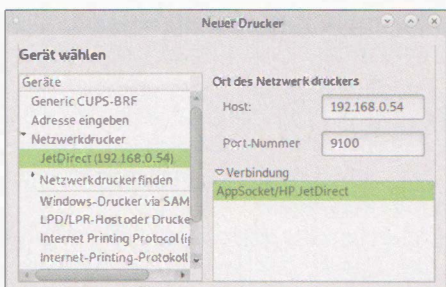 Neuer Drucker
Gerät wählen
Geräte
Generic CUPS-BRF
Adresse eingeben
Netzwerkdrucker
JetDirect (192.168.0.54)
Netzwerkdrucker finden
Windows-Drucker via SAM
LPD/LPR-Host oder Drucke
Internet Printing Protocol (i
Internet-Printing-Protokoll
Ort des Netzwerkdruckers
Host: 192.168.0.54
Port-Nummer 9100
Verbindung
AppSocket/HP JetDirect